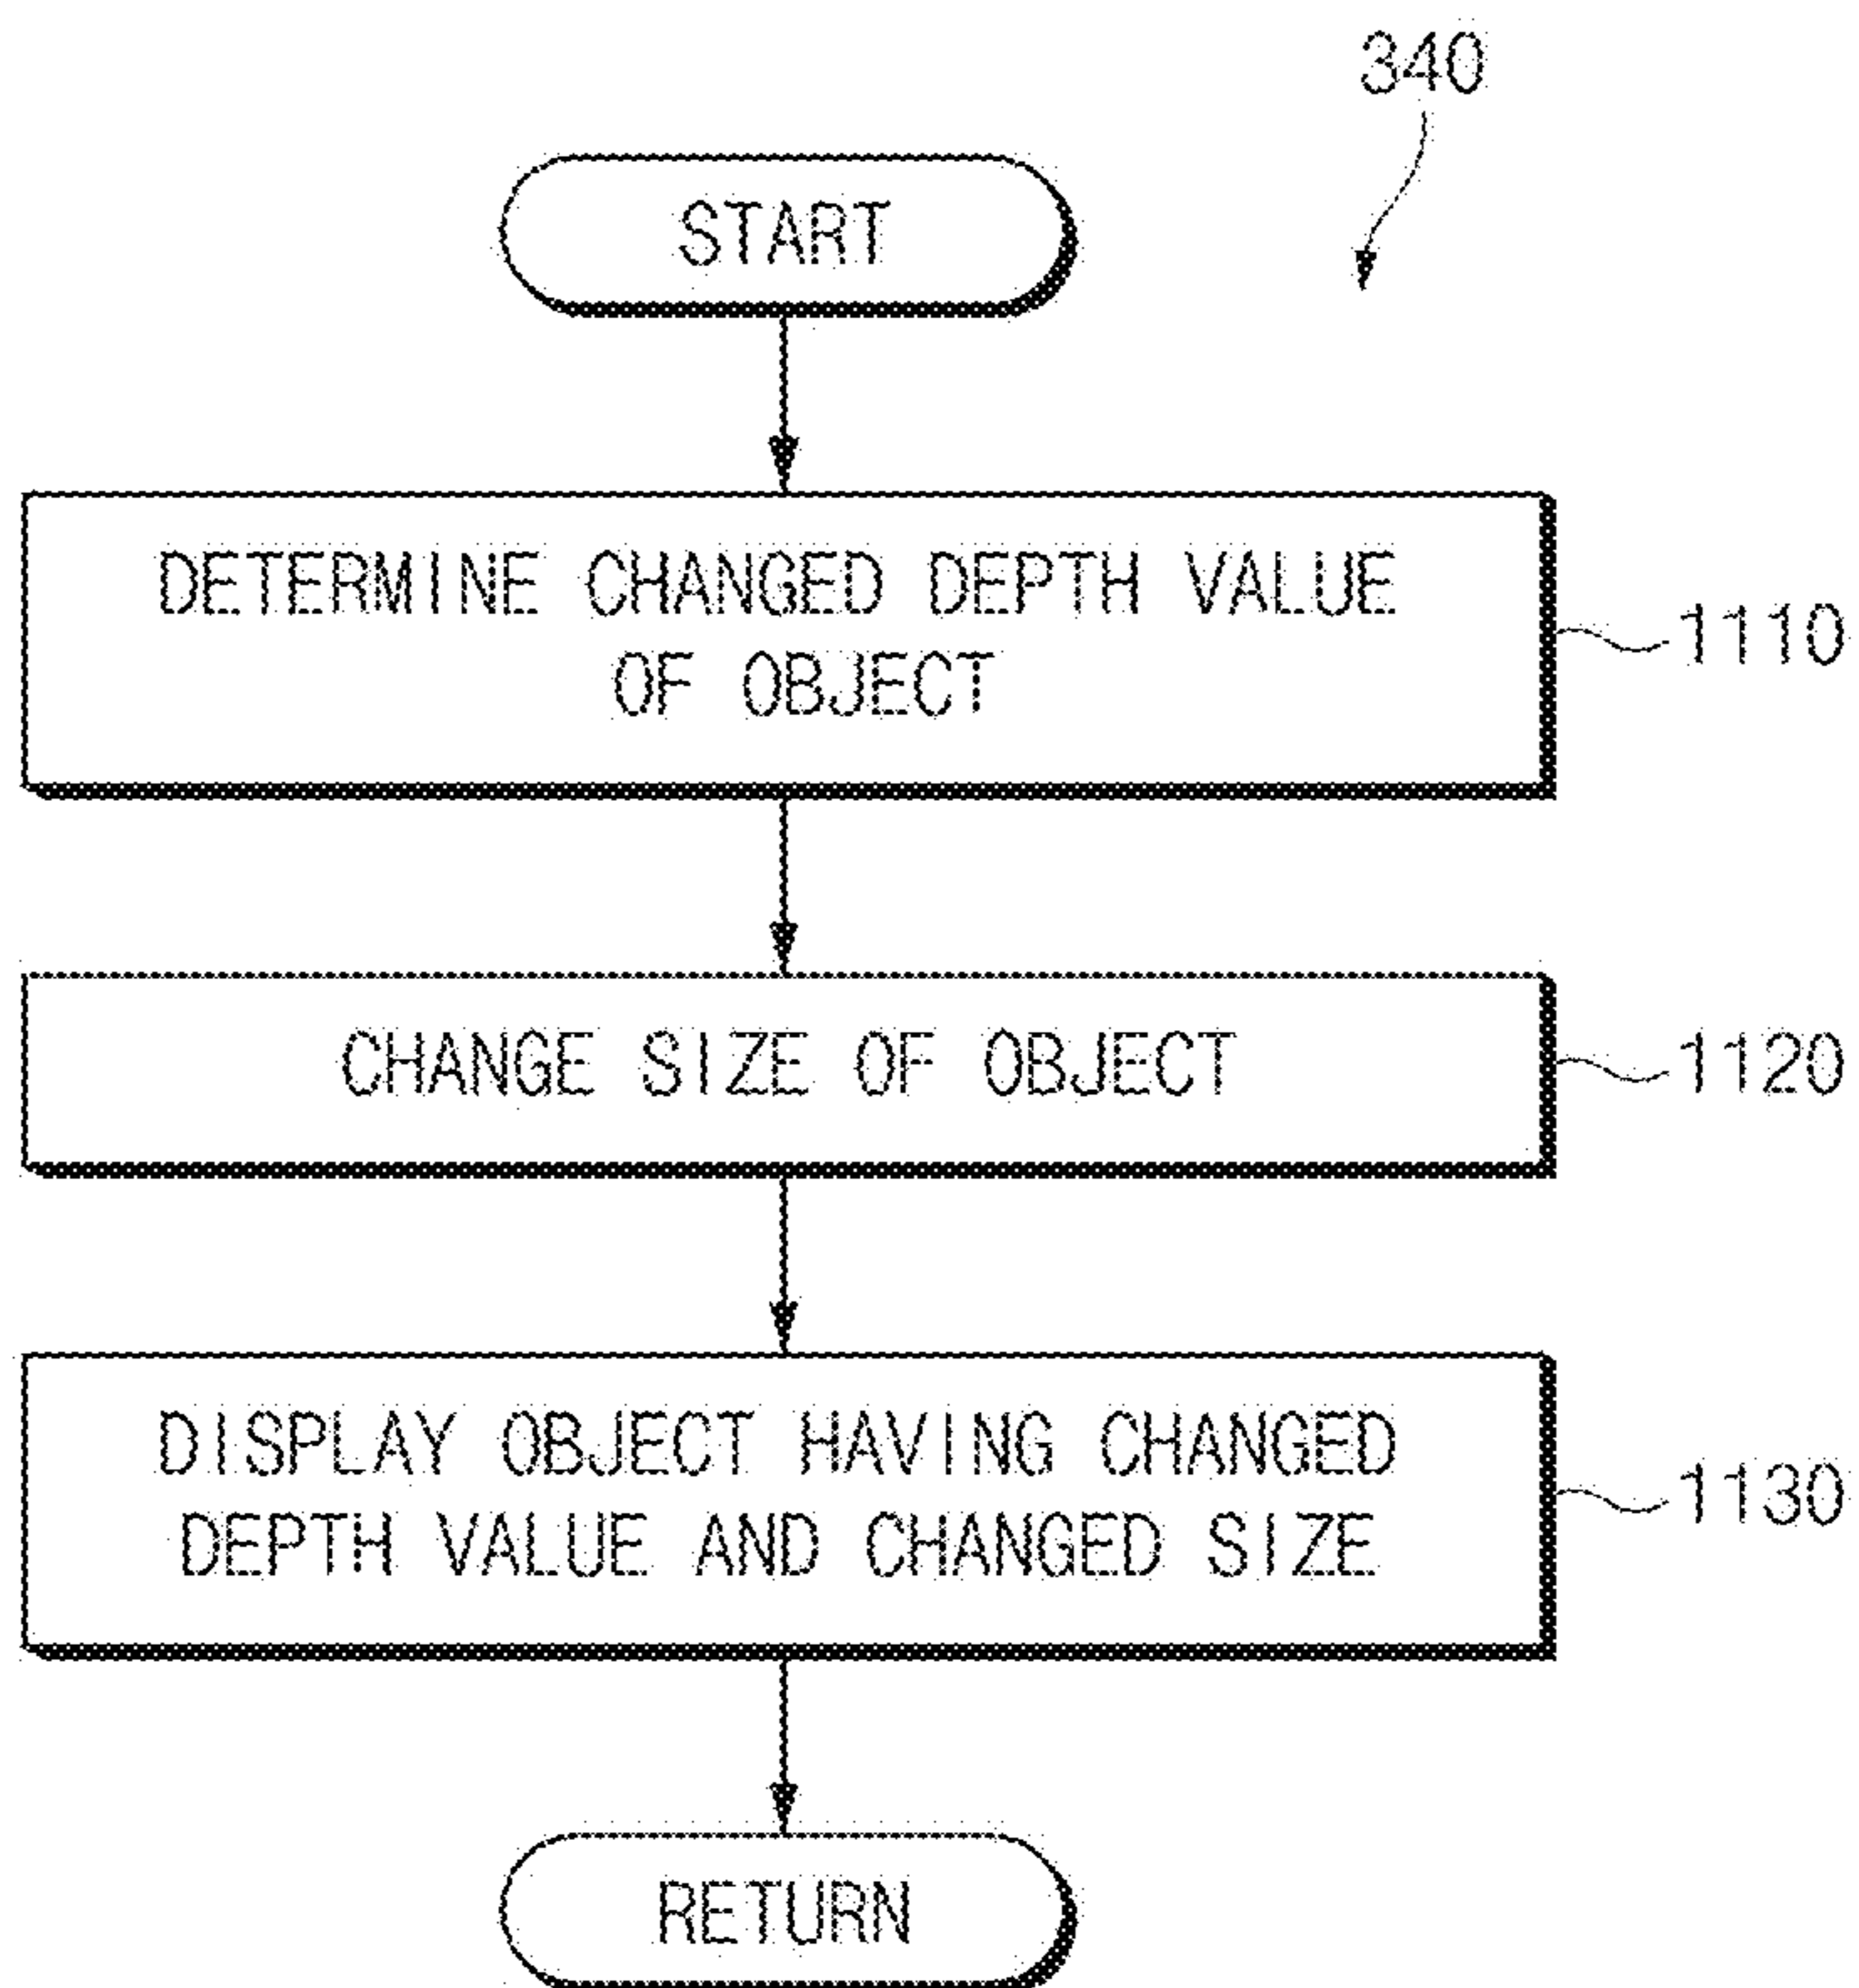 340
START
DETERMINE CHANGED DEPTH VALUE
OF OBJECT
1110
CHANGE SIZE OF OBJECT
1120
DISPLAY OBJECT HAVING CHANGED
DEPTH VALUE AND CHANGED SIZE
1130
RETURN